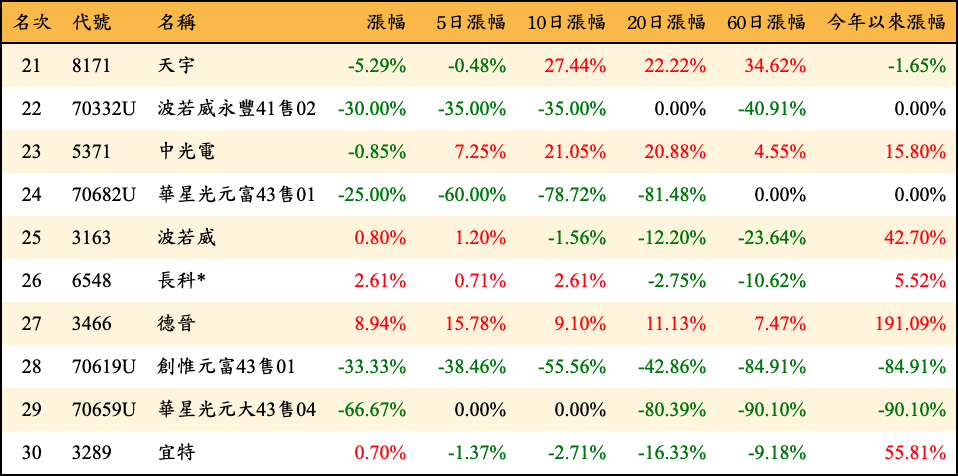 名次 代號 名稱 漲幅 5日漲幅 10日漲幅 20日漲幅 60日漲幅 今年以來漲幅
21 8171 天宇 -5.29% -0.48% 27.44% 22.22% 34.62% -1.65%
22 70332U 波若威永豐41售02 -30.00% -35.00% -35.00% 0.00% -40.91% 0.00%
23 5371 中光電 -0.85% 7.25% 21.05% 20.88% 4.55% 15.80%
24 70682U 華星光元富43售01 -25.00% -60.00% -78.72% -81.48% 0.00% 0.00%
25 3163 波若威 0.80% 1.20% -1.56% -12.20% -23.64% 42.70%
26 6548 長科* 2.61% 0.71% 2.61% -2.75% -10.62% 5.52%
27 3466 德晉 8.94% 15.78% 9.10% 11.13% 7.47% 191.09%
28 70619U 創惟元富43售01 -33.33% -38.46% -55.56% -42.86% -84.91% -84.91%
29 70659U 華星光元大43售04 -66.67% 0.00% 0.00% -80.39% -90.10% -90.10%
30 3289 宜特 0.70% -1.37% -2.71% -16.33% -9.18% 55.81%